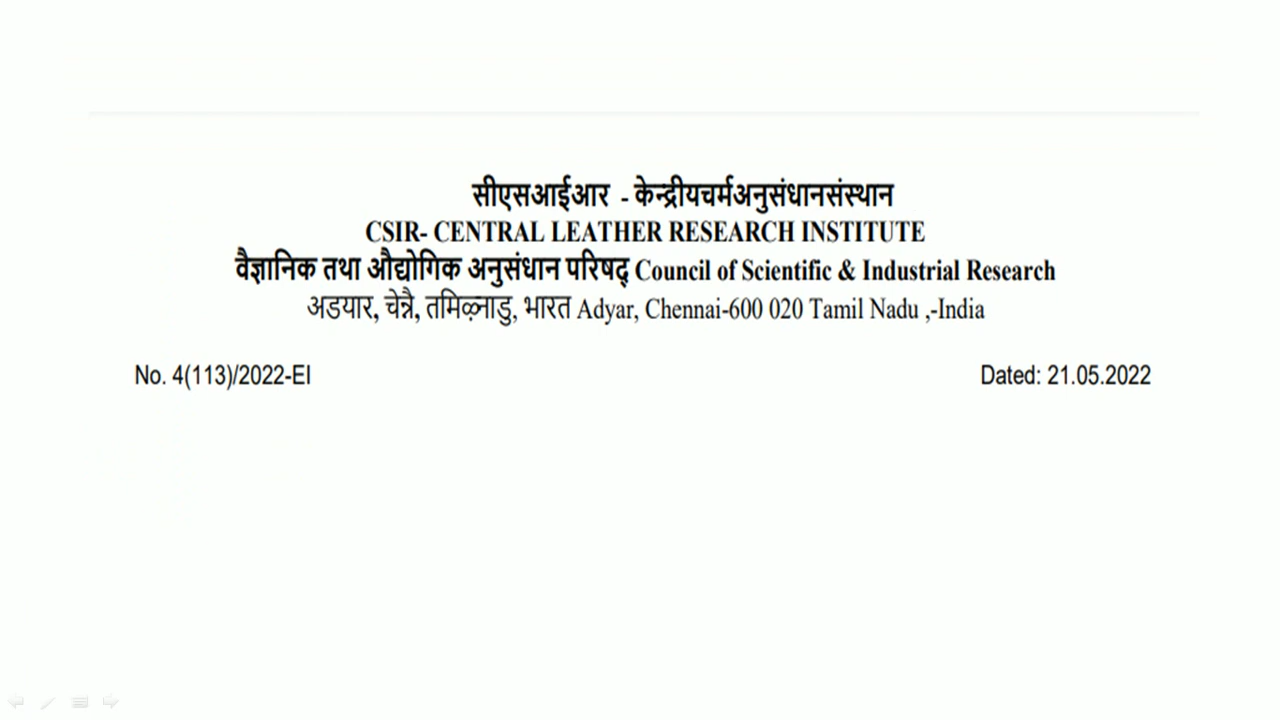 सीएसआईआर - केन्द्रीयचर्मअनुसंधानसंस्थान
CSIR- CENTRAL LEATHER RESEARCH INSTITUTE
वैज्ञानिक तथा औद्योगिक अनुसंधान परिषद् Council of Scientific & Industrial Research
अडयार, चेन्नै, तमिऴ्नाडु, भारत Adyar, Chennai-600 020 Tamil Nadu ,-India
No. 4(113)/2022-EI Dated: 21.05.2022